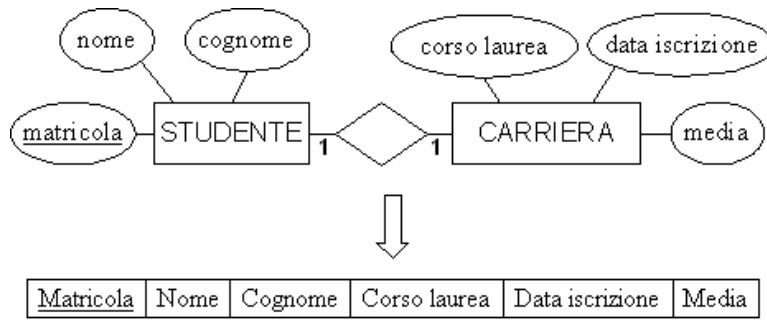 nome
cognome
corso laurea
data iscrizione
matricola
STUDENTE
1
1
CARRIERA
media
Matricola Nome Cognome Corso laurea Data iscrizione Media